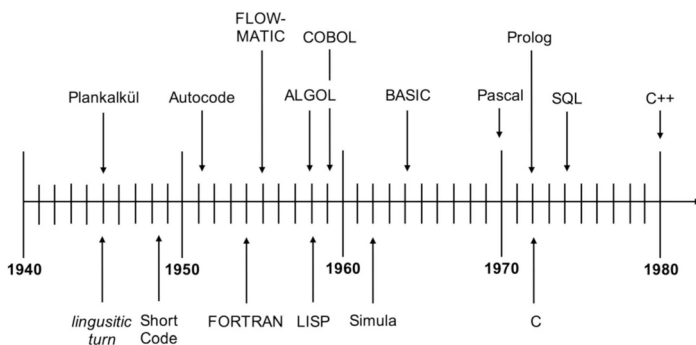 FLOW-
MATIC
COBOL
Prolog
Plankalkül
Autocode
ALGOL
BASIC
Pascal
SQL
C++
1940
1950
1960
1970
1980
lingusitic
turn
Short
Code
FORTRAN
LISP
Simula
C